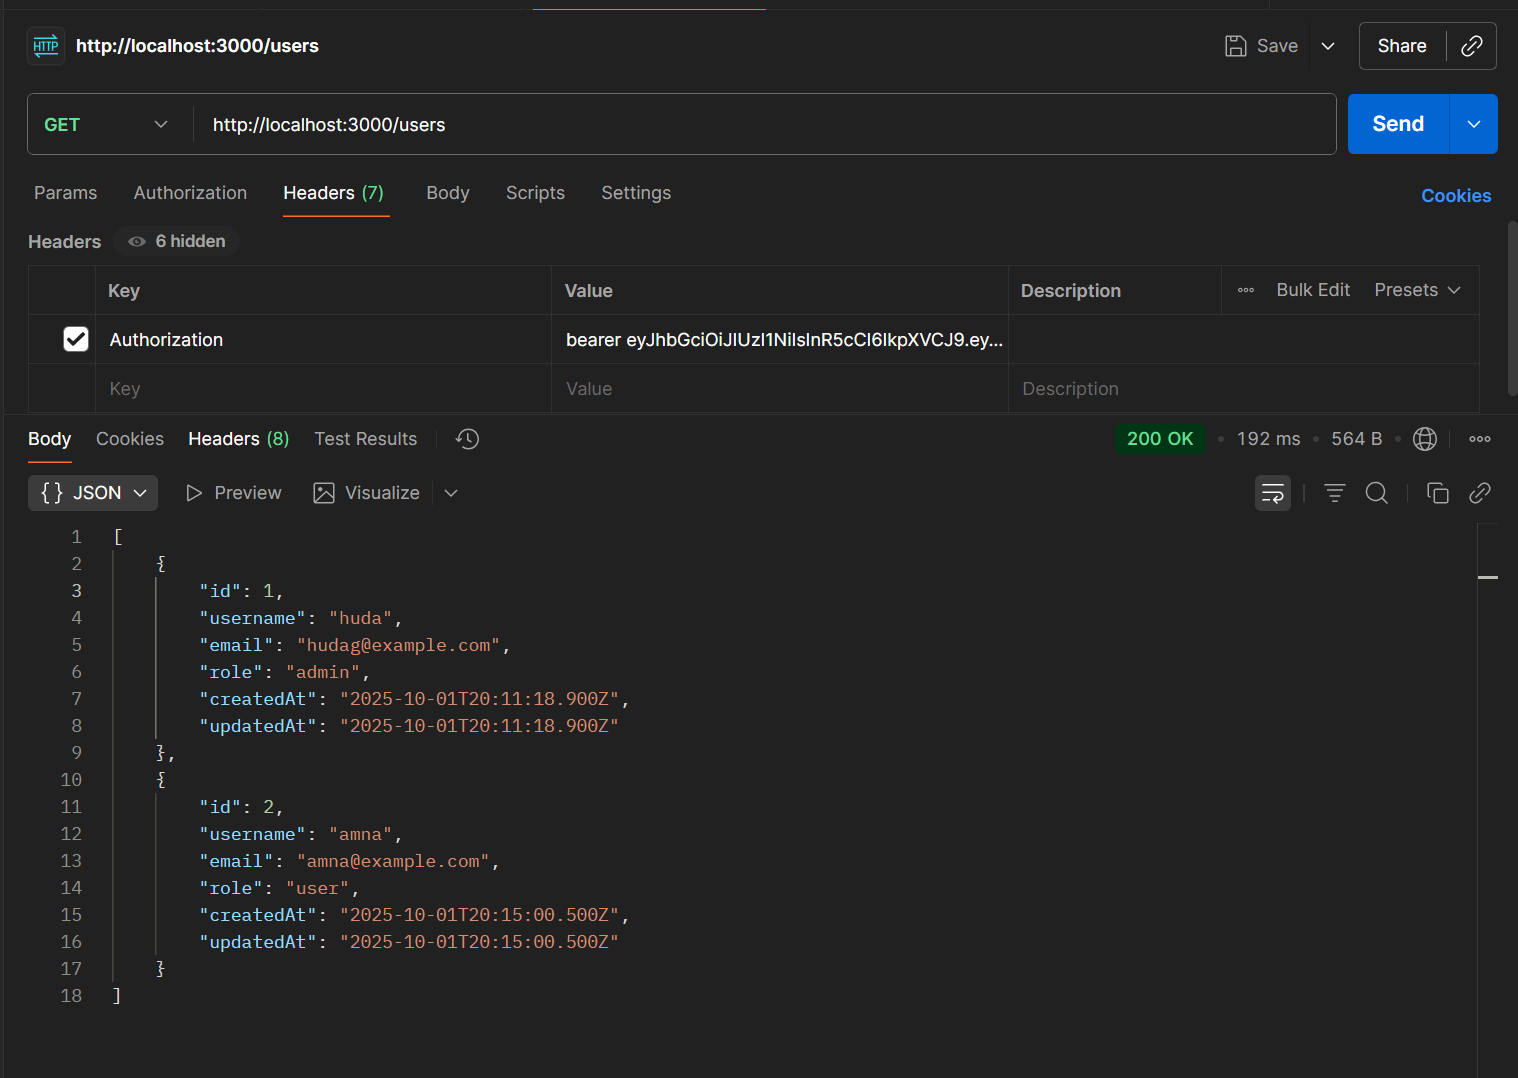 HTTP http://localhost:3000/users Save Share
GET http://localhost:3000/users Send
Params Authorization Headers (7) Body Scripts Settings Cookies
Headers 6 hidden
Key Value Description Bulk Edit Presets
Authorization bearer eyJhbGciOiJIUzI1NiIsInR5cCI6IkpXVCJ9.ey...
Key Value Description
Body Cookies Headers (8) Test Results 200 OK • 192 ms • 564 B •
{} JSON Preview Visualize
1 [
2 {
3 "id": 1,
4 "username": "huda",
5 "email": "hudag@example.com",
6 "role": "admin",
7 "createdAt": "2025-10-01T20:11:18.900Z",
8 "updatedAt": "2025-10-01T20:11:18.900Z"
9 },
10 {
11 "id": 2,
12 "username": "amna",
13 "email": "amna@example.com",
14 "role": "user",
15 "createdAt": "2025-10-01T20:15:00.500Z",
16 "updatedAt": "2025-10-01T20:15:00.500Z"
17 }
18 ]